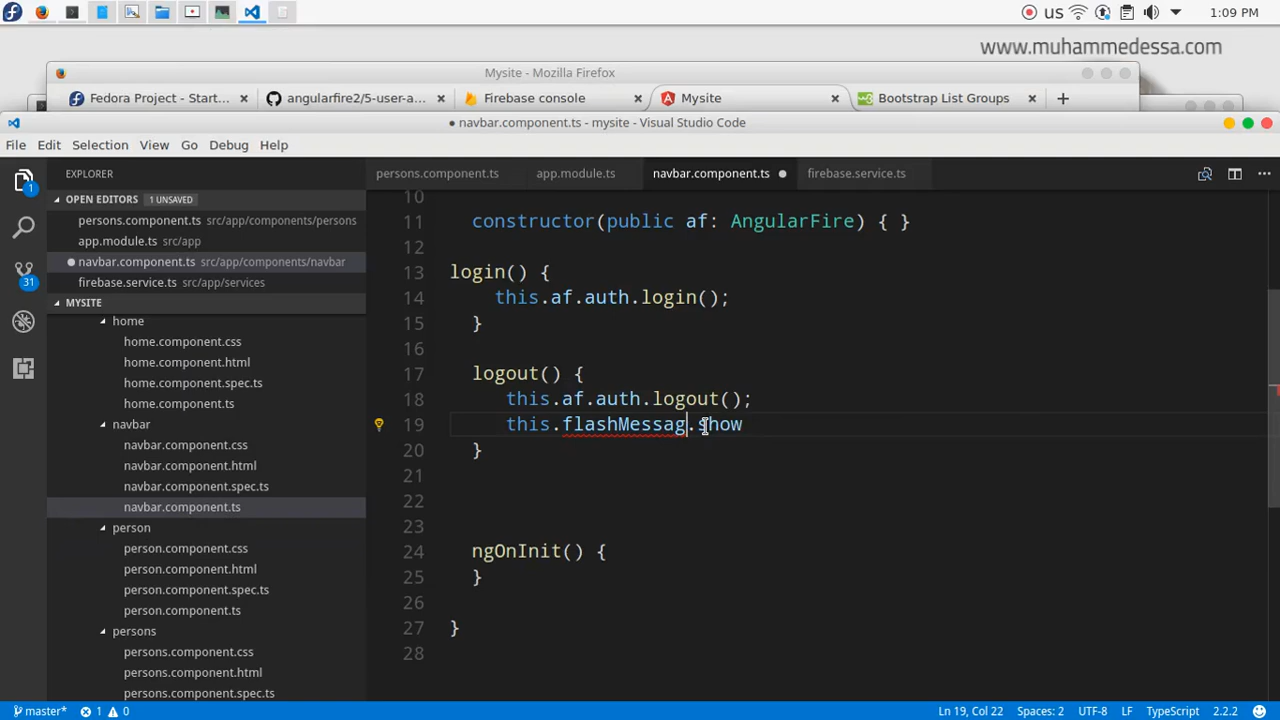 us
1:09 PM
www.muhammedessa.com
Mysite - Mozilla Firefox
Fedora Project - Start... × angularfire2/5-user-a... × Firebase console × Mysite × Bootstrap List Groups × +
● navbar.component.ts - mysite - Visual Studio Code
File Edit Selection View Go Debug Help
EXPLORER
persons.component.ts app.module.ts navbar.component.ts ● firebase.service.ts
OPEN EDITORS 1 UNSAVED
persons.component.ts src/app/components/persons
app.module.ts src/app
● navbar.component.ts src/app/components/navbar
firebase.service.ts src/app/services
MYSITE
1
31
home
home.component.css
home.component.html
home.component.spec.ts
home.component.ts
navbar
navbar.component.css
navbar.component.html
navbar.component.spec.ts
navbar.component.ts
person
person.component.css
person.component.html
person.component.spec.ts
person.component.ts
persons
persons.component.css
persons.component.html
persons.component.spec.ts
10
11 constructor(public af: AngularFire) { }
12
13 login() {
14 this.af.auth.login();
15 }
16
17 logout() {
18 this.af.auth.logout();
19 this.flashMessag.show
20 }
21
22
23
24 ngOnInit() {
25 }
26
27 }
28
master* 1 0
Ln 19, Col 22 Spaces: 2 UTF-8 LF TypeScript 2.2.2